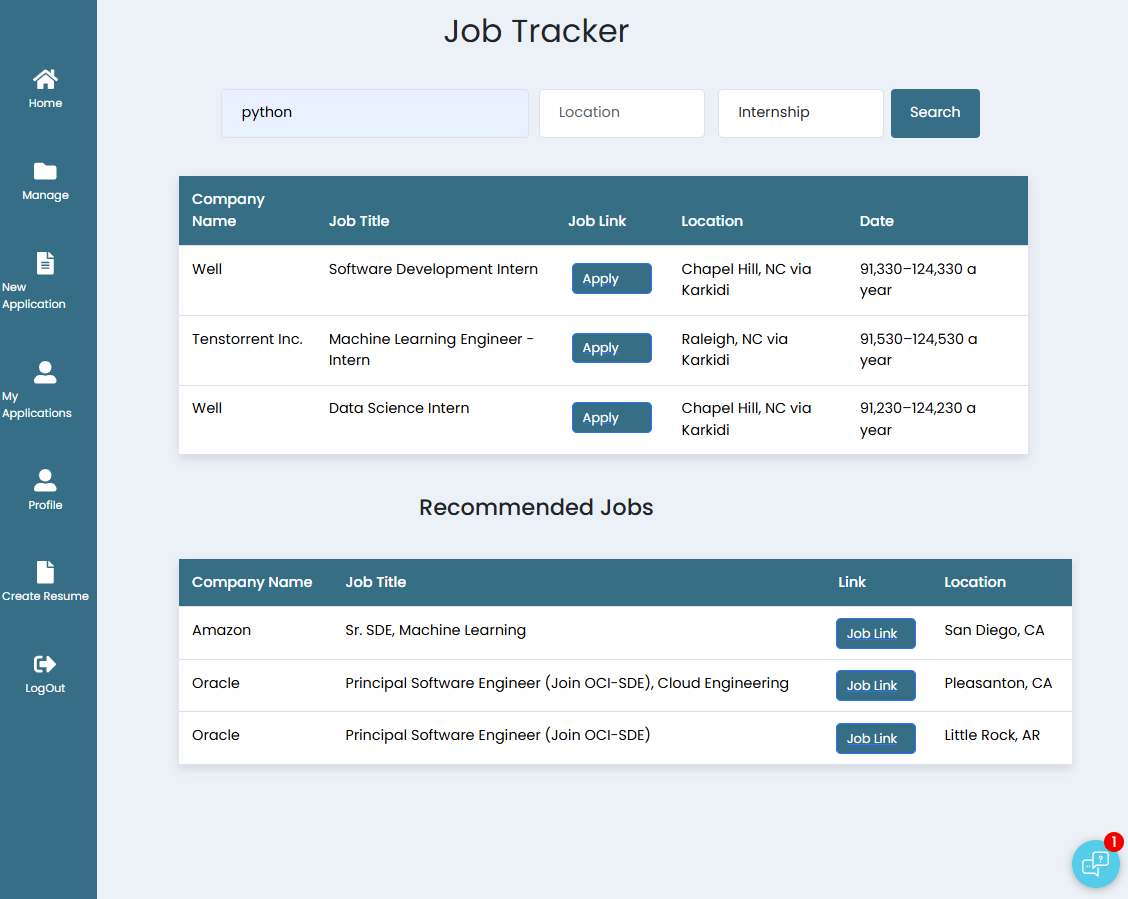 Job Tracker
Home
Manage
New
Application
My
Applications
Profile
Create Resume
LogOut
python
Location
Internship
Search
Company
Name
Job Title
Job Link
Location
Date
Well
Software Development Intern
Apply
Chapel Hill, NC via
Karkidi
91,330–124,330 a
year
Tenstorrent Inc.
Machine Learning Engineer -
Intern
Apply
Raleigh, NC via
Karkidi
91,530–124,530 a
year
Well
Data Science Intern
Apply
Chapel Hill, NC via
Karkidi
91,230–124,230 a
year
Recommended Jobs
Company Name
Job Title
Link
Location
Amazon
Sr. SDE, Machine Learning
Job Link
San Diego, CA
Oracle
Principal Software Engineer (Join OCI-SDE), Cloud Engineering
Job Link
Pleasanton, CA
Oracle
Principal Software Engineer (Join OCI-SDE)
Job Link
Little Rock, AR
1
?